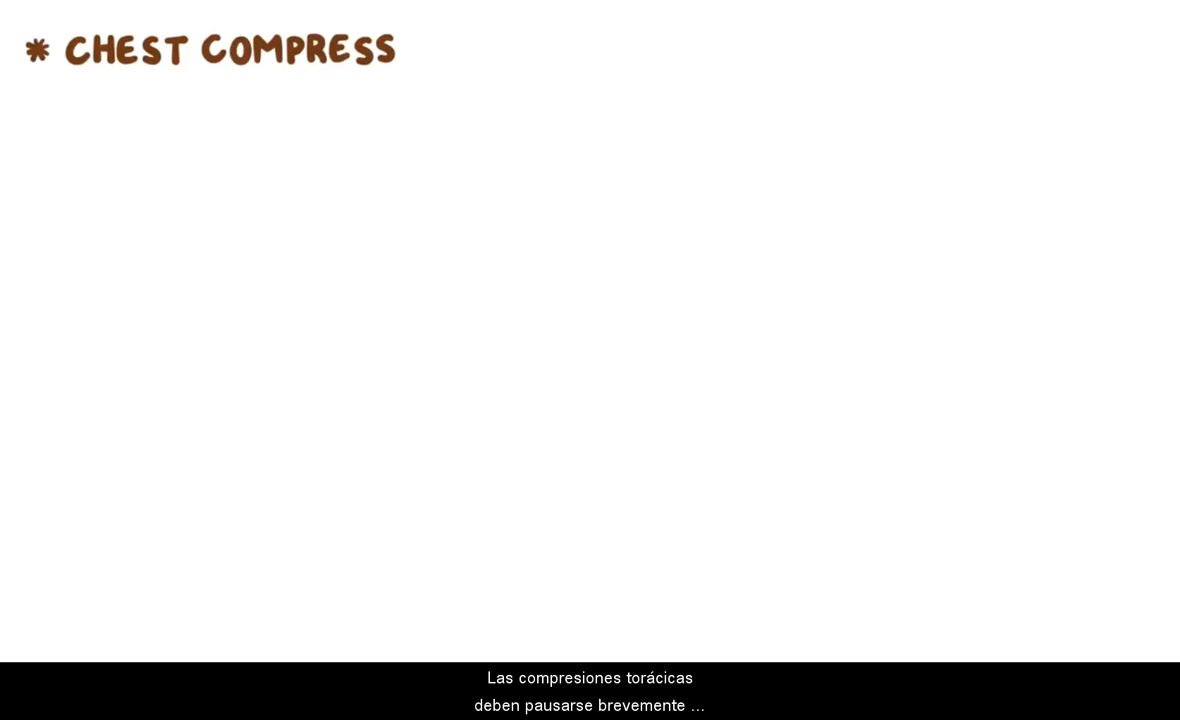 * CHEST COMPRESS
Las compresiones torácicas
deben pausarse brevemente ...